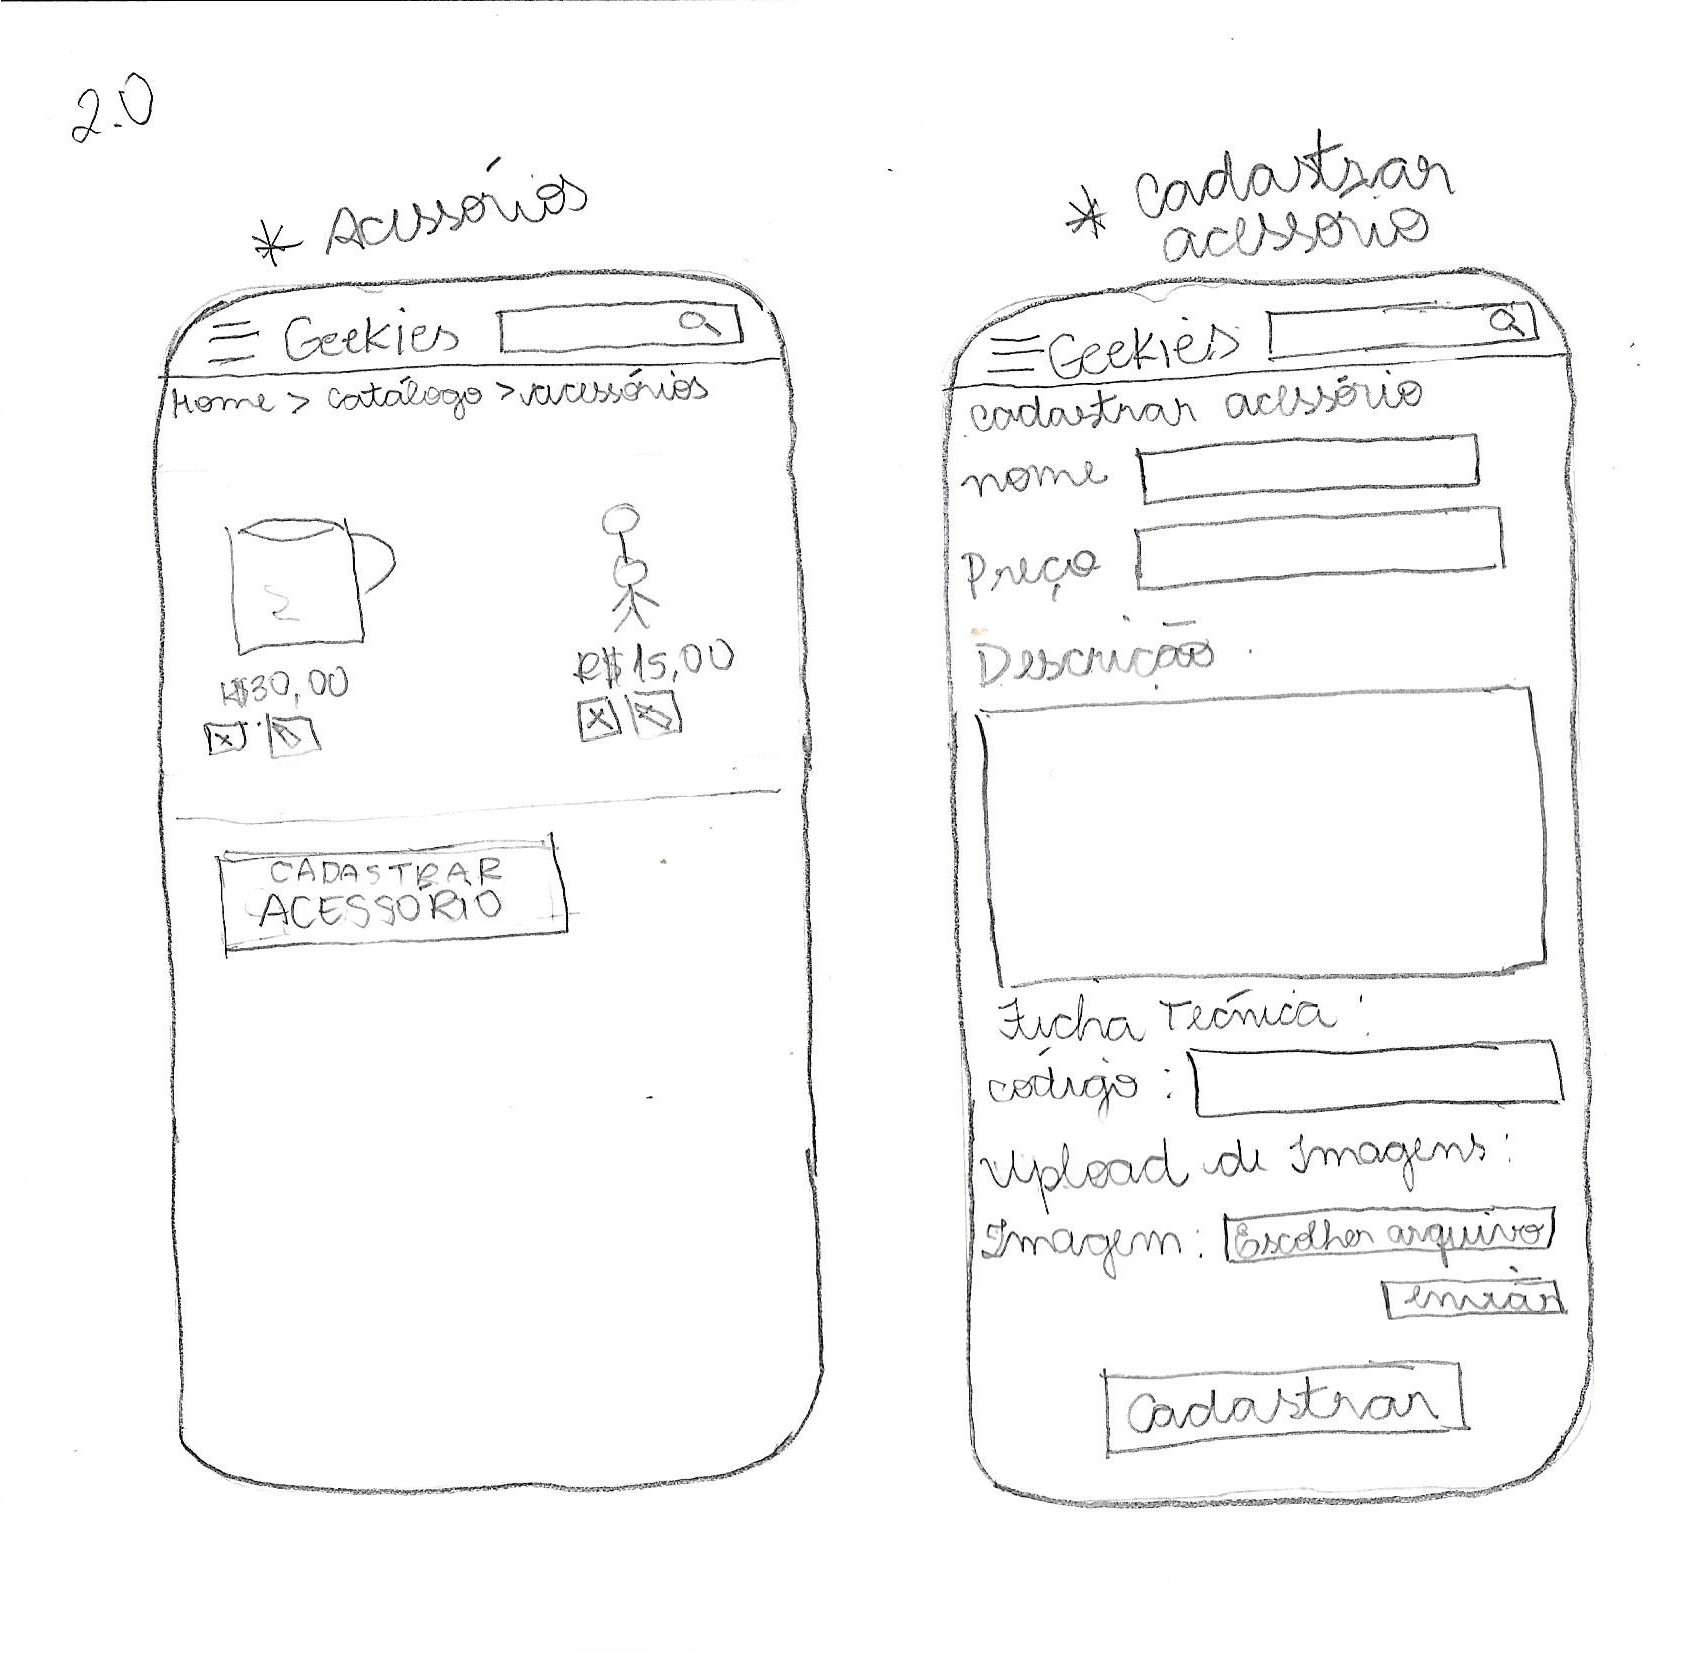 2.0
* Acessórios
Geekies
Home > Catálogo > acessórios
R$30,00
R$15,00
CADASTRAR
ACESSÓRIO
* Cadastrar
acessório
Geekies
cadastrar acessório
nome
Preço
Descrição
Ficha Técnica:
código:
Upload de Imagens:
Imagem: Escolher arquivo
enviar
Cadastrar